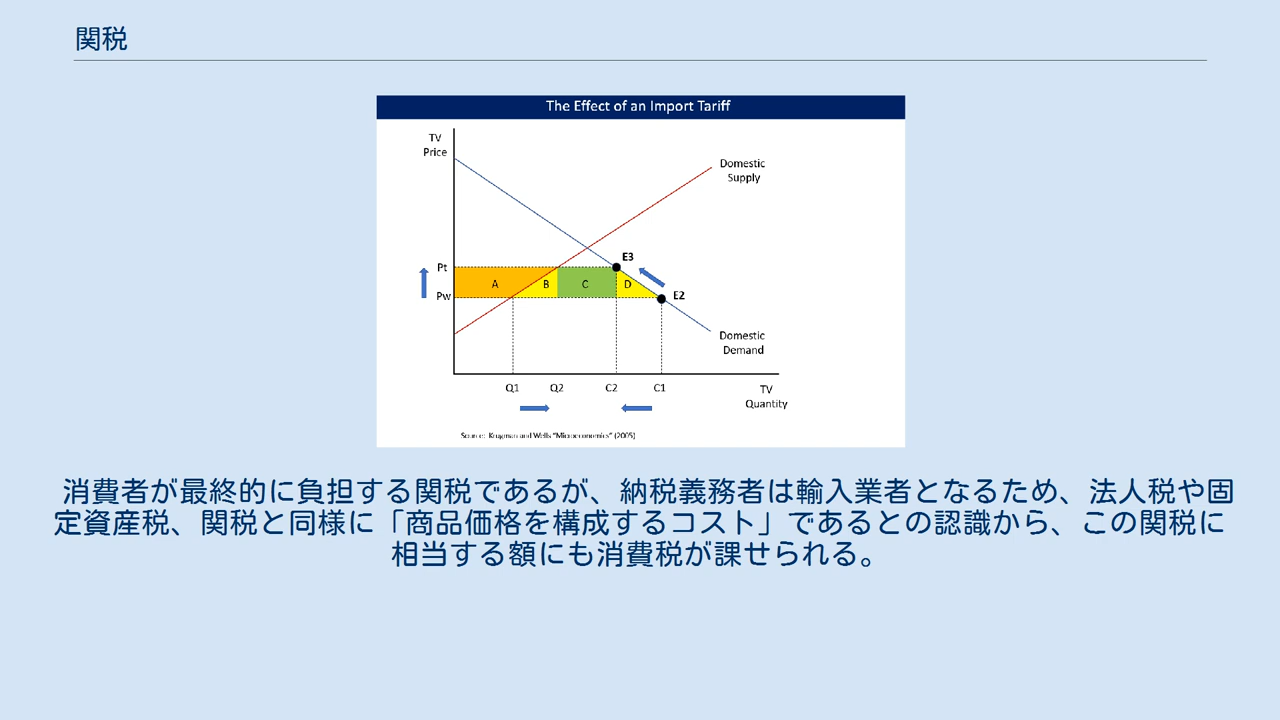 関税
The Effect of an Import Tariff
TV
Price
Domestic
Supply
E3
Pt
A
B
C
D
Pw
E2
Domestic
Demand
Q1
Q2
C2
C1
TV
Quantity
Source: Krugman and Wells "Microeconomics" (2005)
消費者が最終的に負担する関税であるが、納税義務者は輸入業者となるため、法人税や固
定資産税、関税と同様に「商品価格を構成するコスト」であるとの認識から、この関税に
相当する額にも消費税が課せられる。